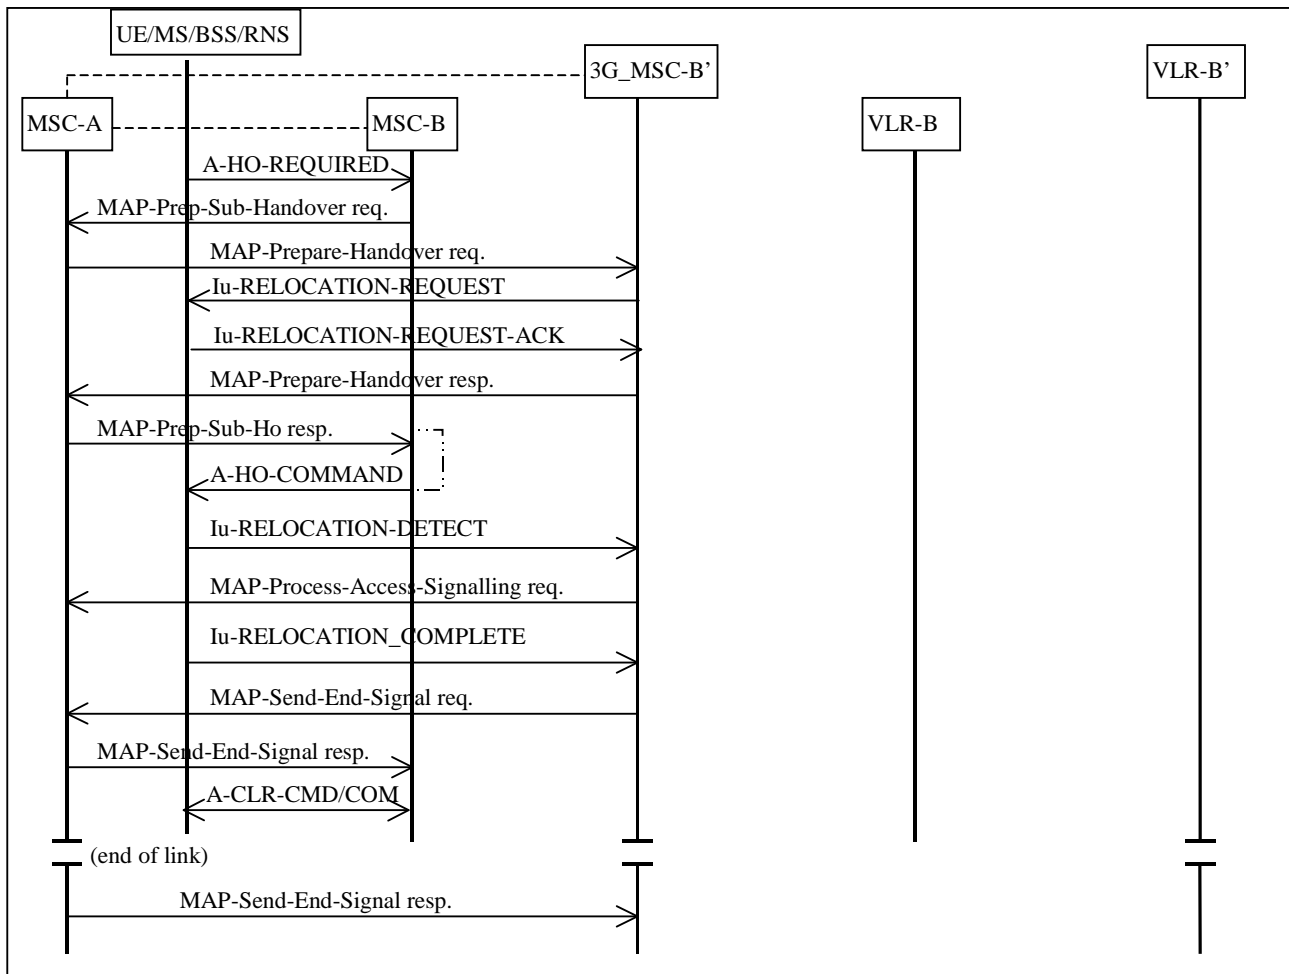 UE/MS/BSS/RNS
3G_MSC-B’
VLR-B’
MSC-A
MSC-B
VLR-B
A-HO-REQUIRED
MAP-Prep-Sub-Handover req.
MAP-Prepare-Handover req.
Iu-RELOCATION-REQUEST
Iu-RELOCATION-REQUEST-ACK
MAP-Prepare-Handover resp.
MAP-Prep-Sub-Ho resp.
A-HO-COMMAND
Iu-RELOCATION-DETECT
MAP-Process-Access-Signalling req.
Iu-RELOCATION_COMPLETE
MAP-Send-End-Signal req.
MAP-Send-End-Signal resp.
A-CLR-CMD/COM
(end of link)
MAP-Send-End-Signal resp.